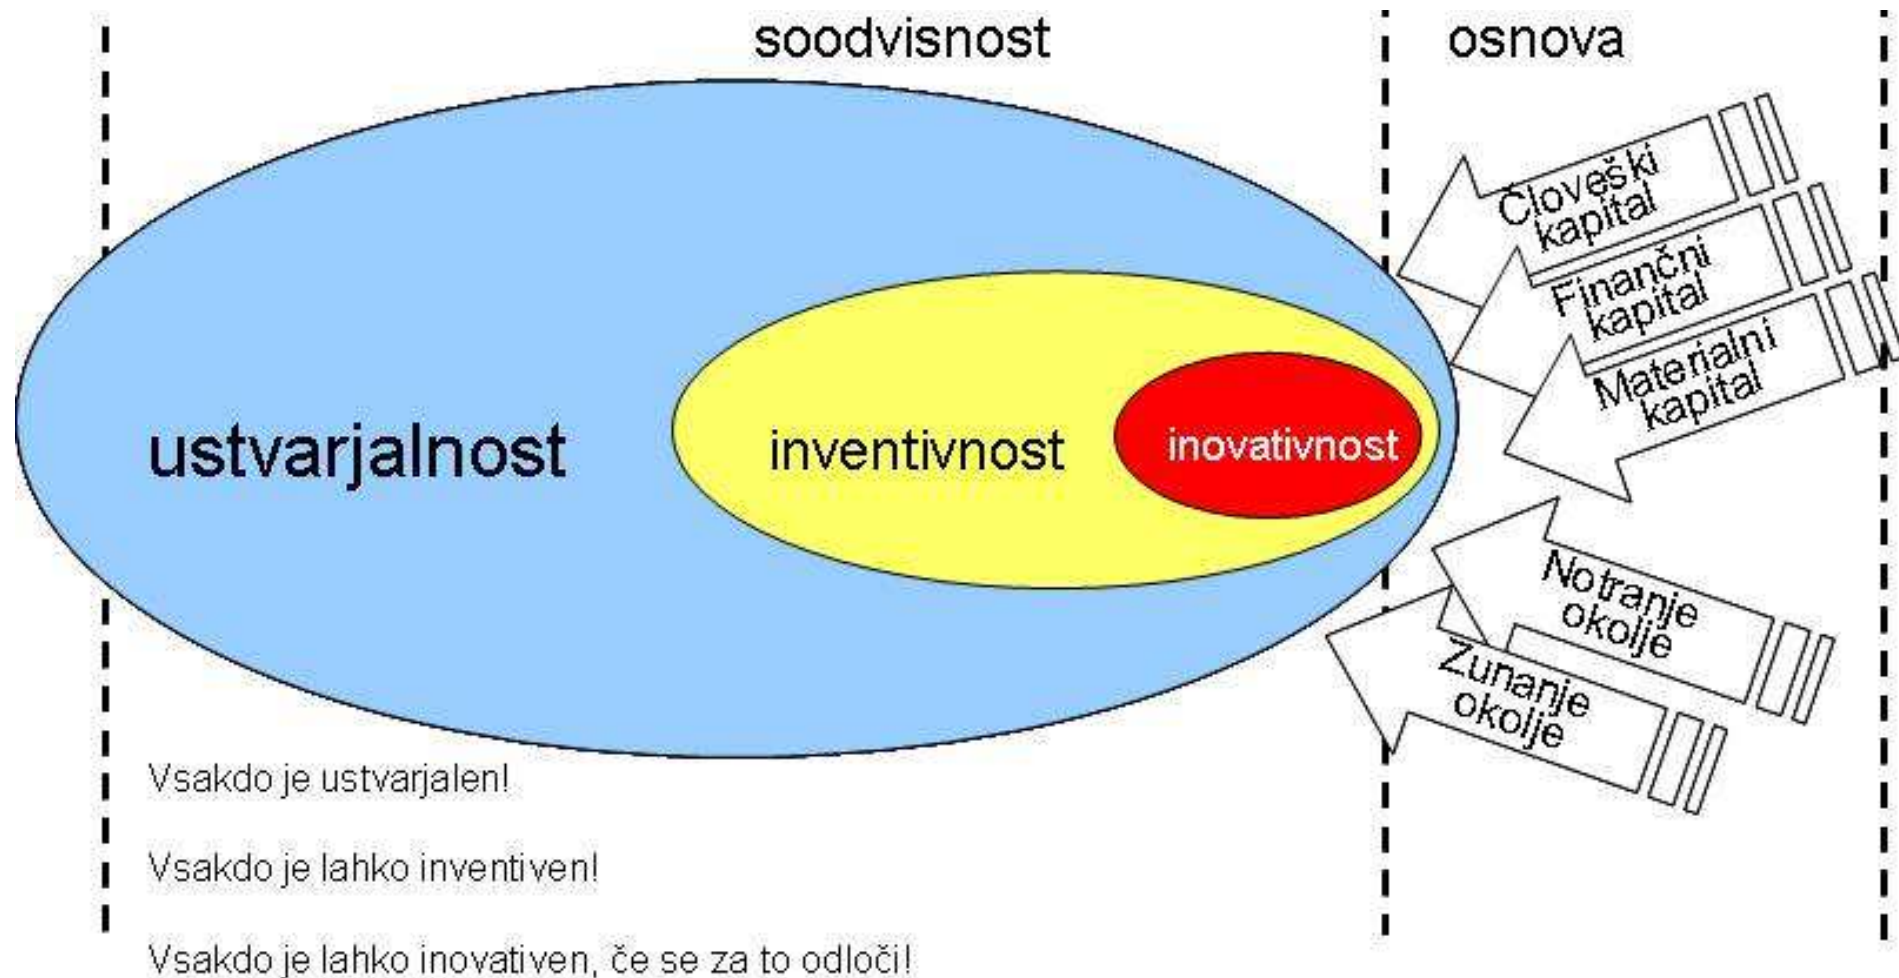 soodvisnost
osnova
Človeški
kapital
Finančni
kapital
Materialni
kapital
ustvarjalnost
inventivnost
inovativnost
Notranje
okolje
Zunanje
okolje
Vsakdo je ustvarjalen!
Vsakdo je lahko inventiven!
Vsakdo je lahko inovativen, če se za to odloči!